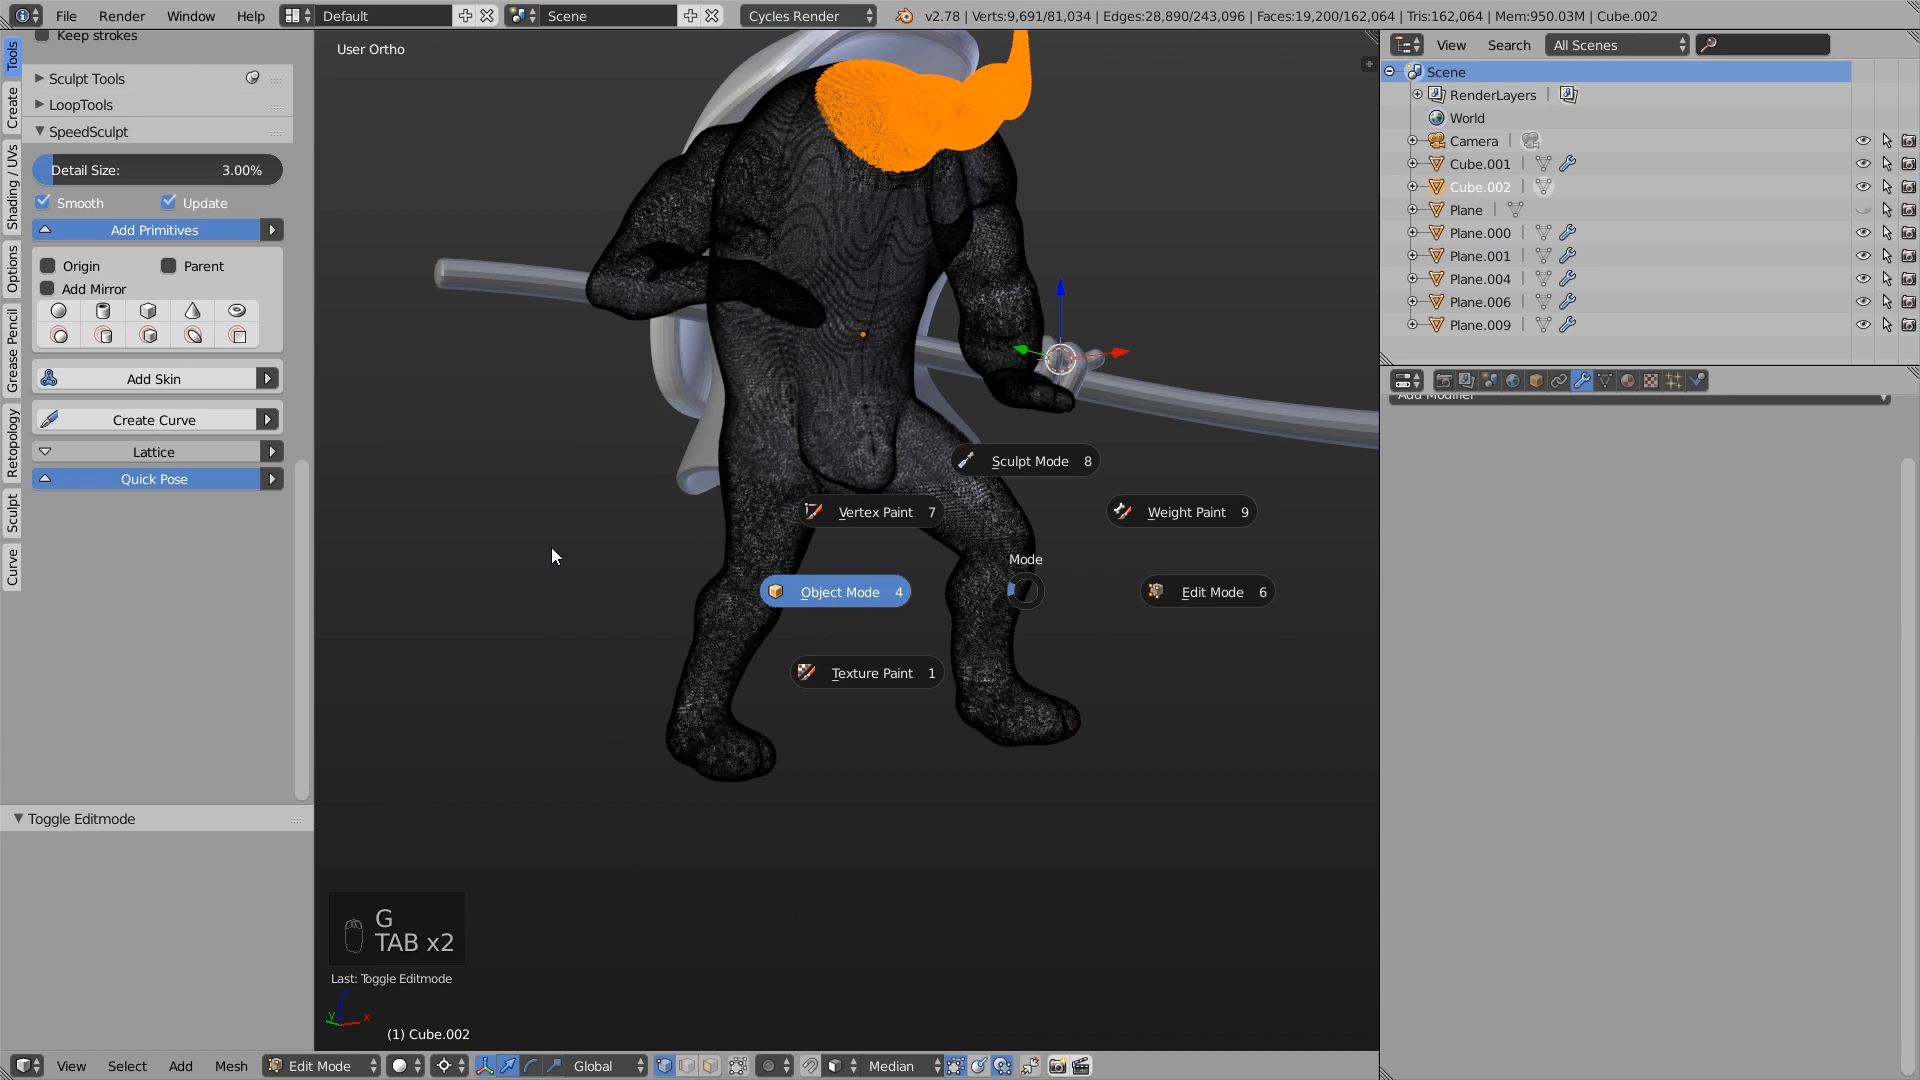 File Render Window Help Default Scene Cycles Render v2.78 | Verts:9,691/81,034 | Edges:28,890/243,096 | Faces:19,200/162,064 | Tris:162,064 | Mem:950.03M | Cube.002
Keep strokes
Sculpt Tools
LoopTools
SpeedSculpt
Detail Size: 3.00%
Smooth Update
Add Primitives
Origin Parent
Add Mirror
Add Skin
Create Curve
Lattice
Quick Pose
Toggle Editmode
Tools
Create
Shading / UVs
Options
Grease Pencil
Retopology
Sculpt
Curve
User Ortho
Sculpt Mode 8
Vertex Paint 7
Weight Paint 9
Mode
Object Mode 4
Edit Mode 6
Texture Paint 1
G
TAB x2
Last: Toggle Editmode
y x
(1) Cube.002
View Select Add Mesh Edit Mode Global Median
View Search All Scenes
Scene
RenderLayers
World
Camera
Cube.001
Cube.002
Plane
Plane.000
Plane.001
Plane.004
Plane.006
Plane.009
Add Modifier